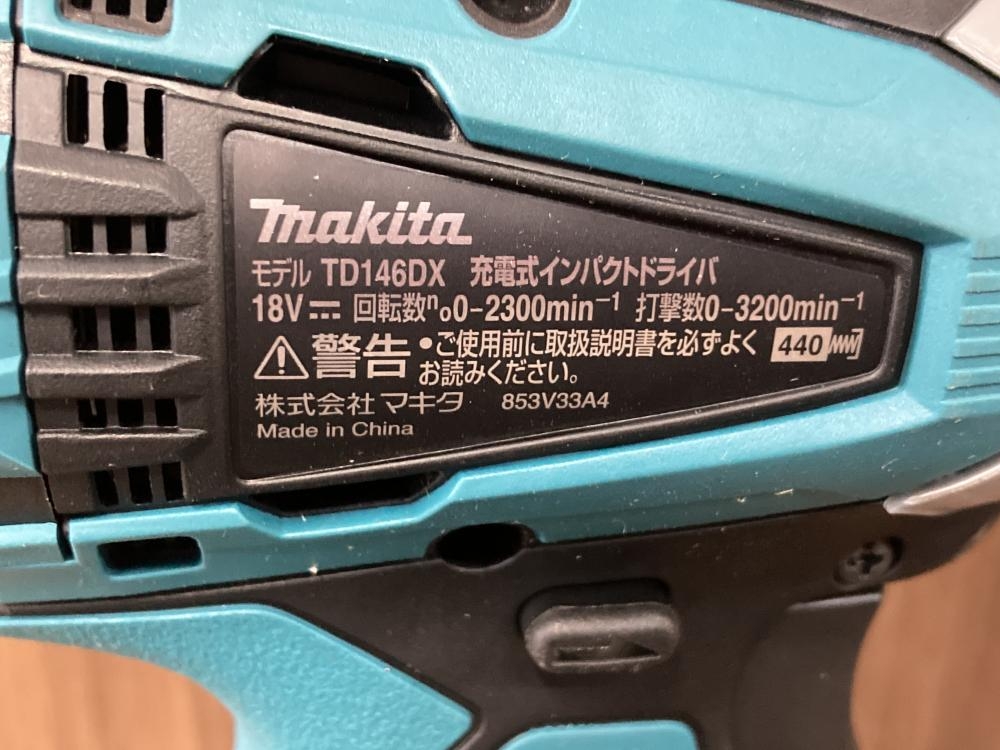 makita
モデル TD146DX 充電式インパクトドライバ
18V⎓ 回転数n₀0-2300min⁻¹ 打撃数0-3200min⁻¹
⚠警告 •ご使用前に取扱説明書を必ずよく
お読みください。
440
株式会社 マキタ 853V33A4
Made in China